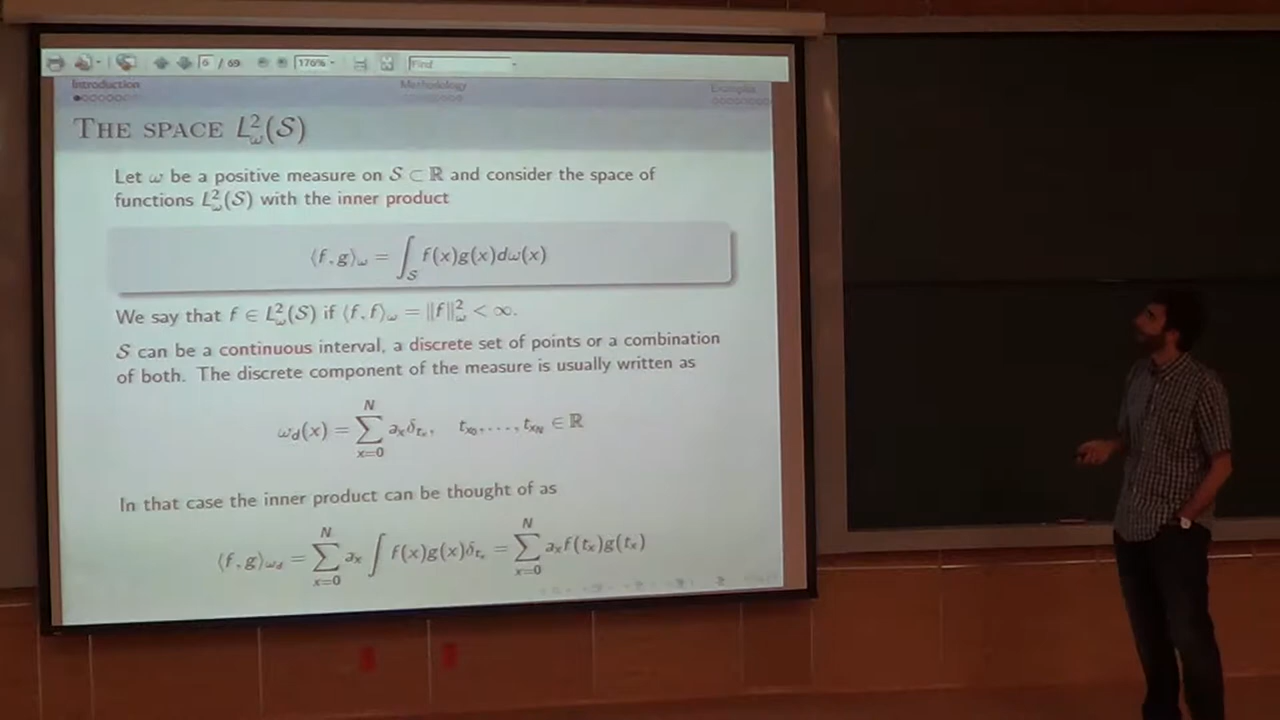 6 / 69 176% Find
Introduction Methodology Examples
THE SPACE L²_ω(S)
Let ω be a positive measure on S ⊂ ℝ and consider the space of
functions L²_ω(S) with the inner product
⟨f, g⟩_ω = ∫_S f(x)g(x)dω(x)
We say that f ∈ L²_ω(S) if ⟨f, f⟩_ω = ‖f‖²_ω < ∞.
S can be a continuous interval, a discrete set of points or a combination
of both. The discrete component of the measure is usually written as
ω_d(x) = ∑_{x=0}^{N} a_x δ_{t_x}, t_{x_0}, . . . , t_{x_N} ∈ ℝ
In that case the inner product can be thought of as
⟨f, g⟩_{ω_d} = ∑_{x=0}^{N} a_x ∫ f(x)g(x)δ_{t_x} = ∑_{x=0}^{N} a_x f(t_x)g(t_x)